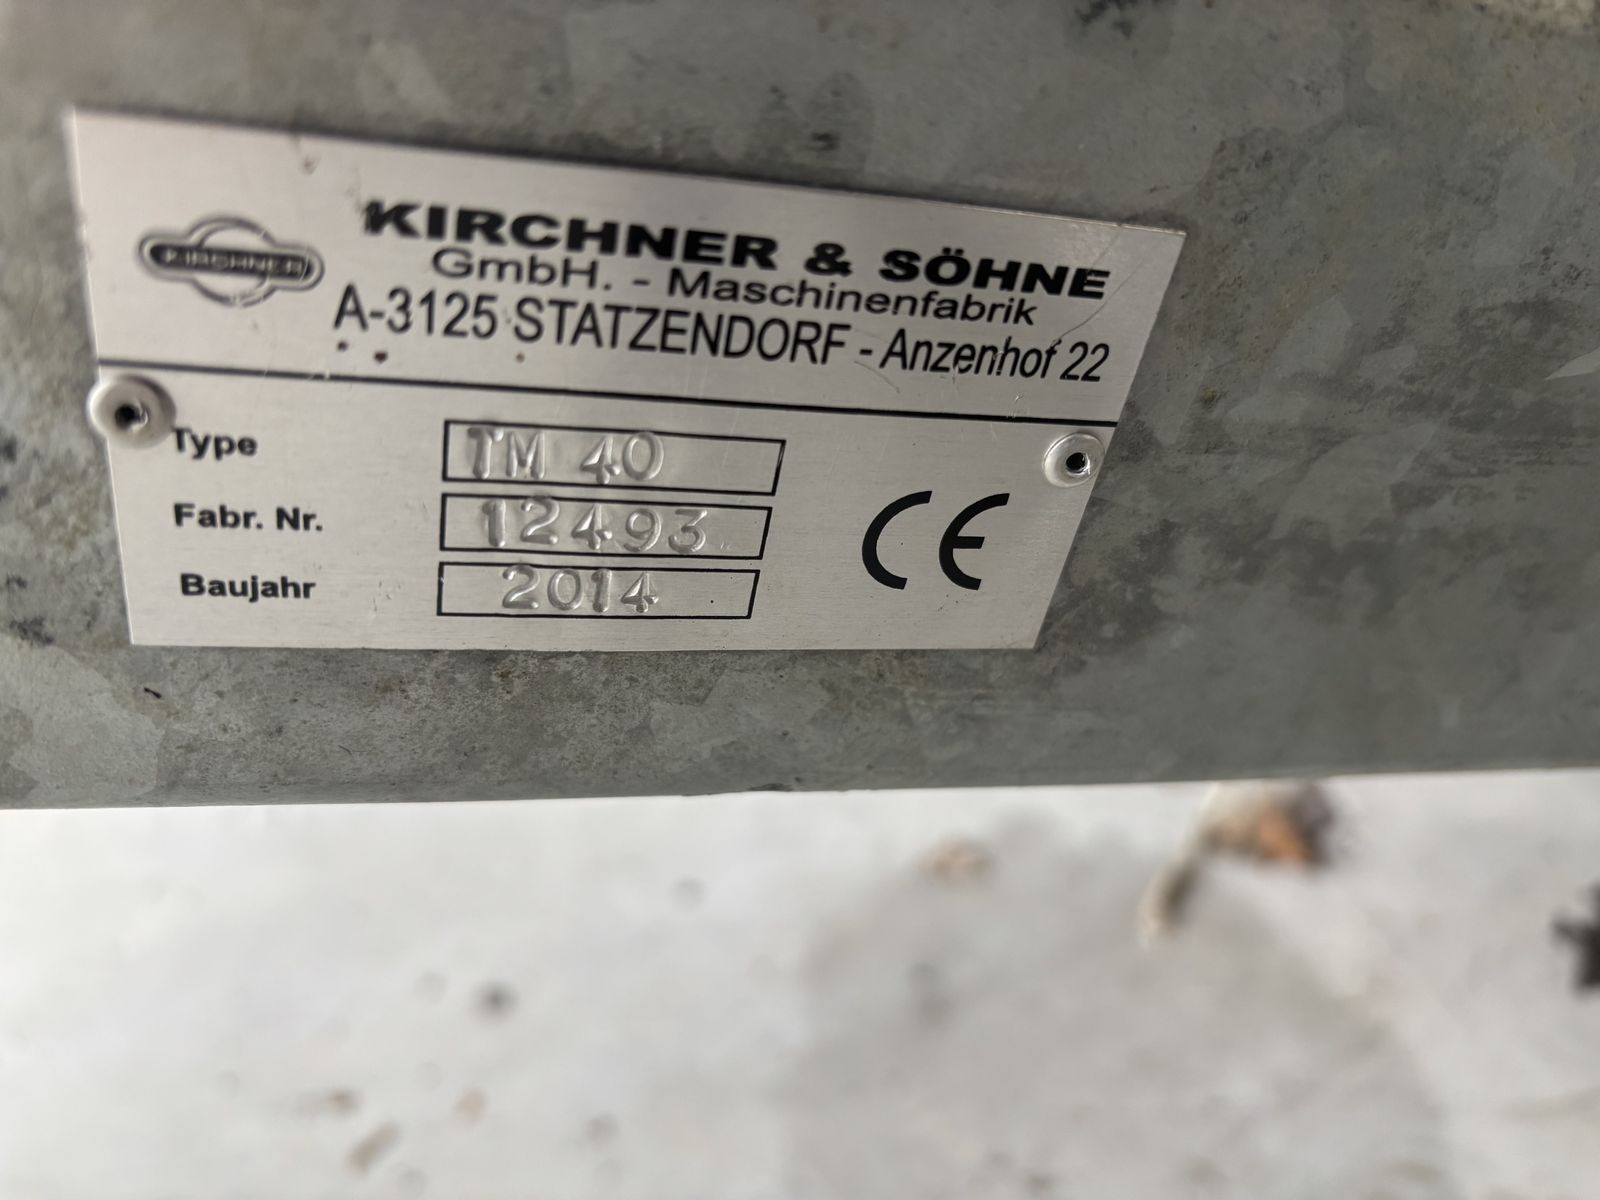 KIRCHNER
KIRCHNER & SÖHNE
GmbH. - Maschinenfabrik
A-3125 STATZENDORF - Anzenhof 22
Type TM 40
Fabr. Nr. 12493
Baujahr 2014
CE